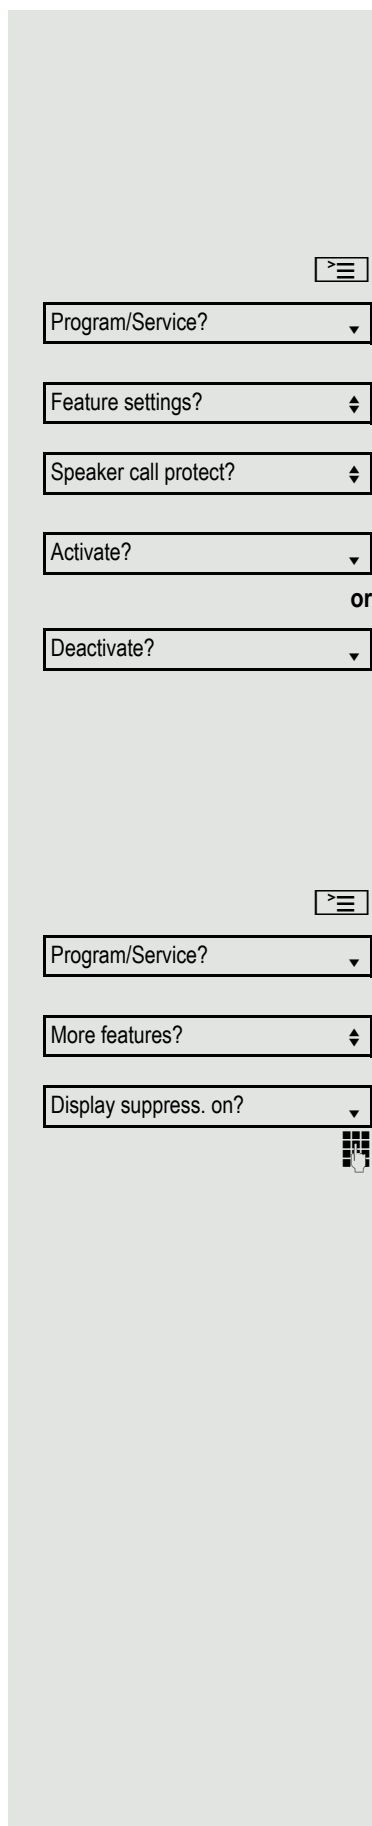 Program/Service?
Feature settings?
Speaker call protect?
Activate?
or
Deactivate?
Program/Service?
More features?
Display suppress. on?